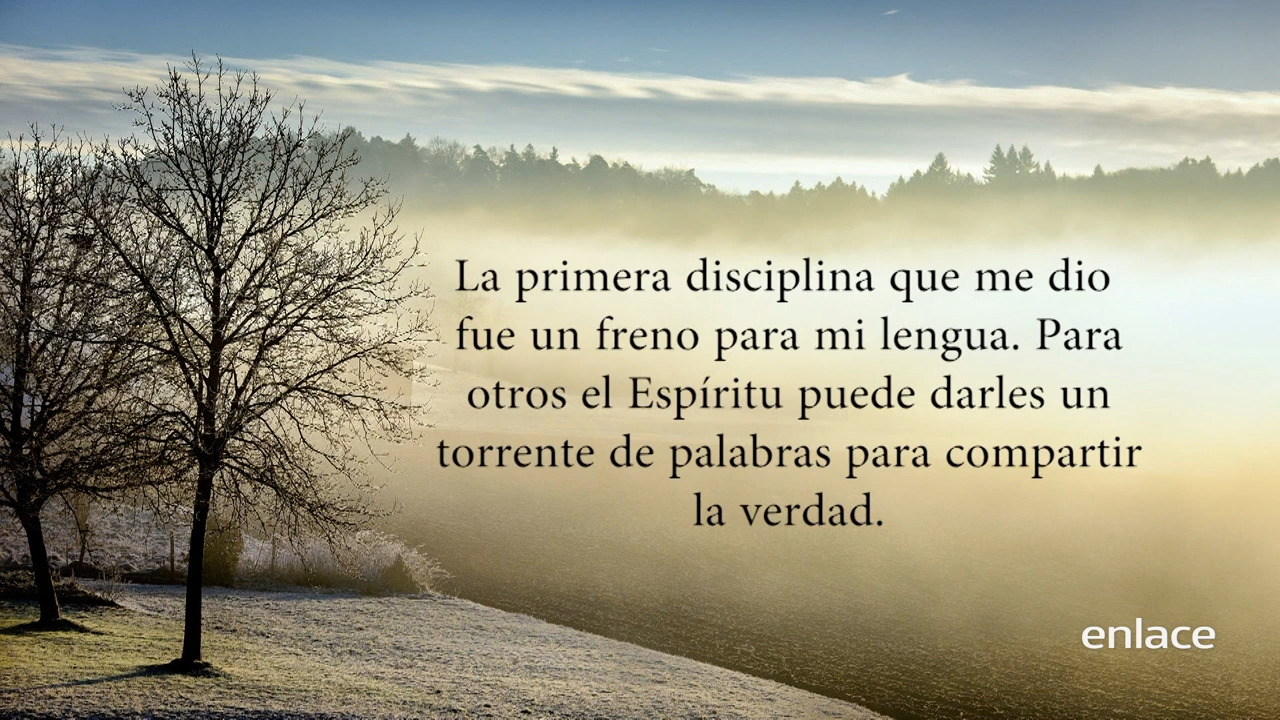 La primera disciplina que me dio
fue un freno para mi lengua. Para
otros el Espíritu puede darles un
torrente de palabras para compartir
la verdad.
enlace